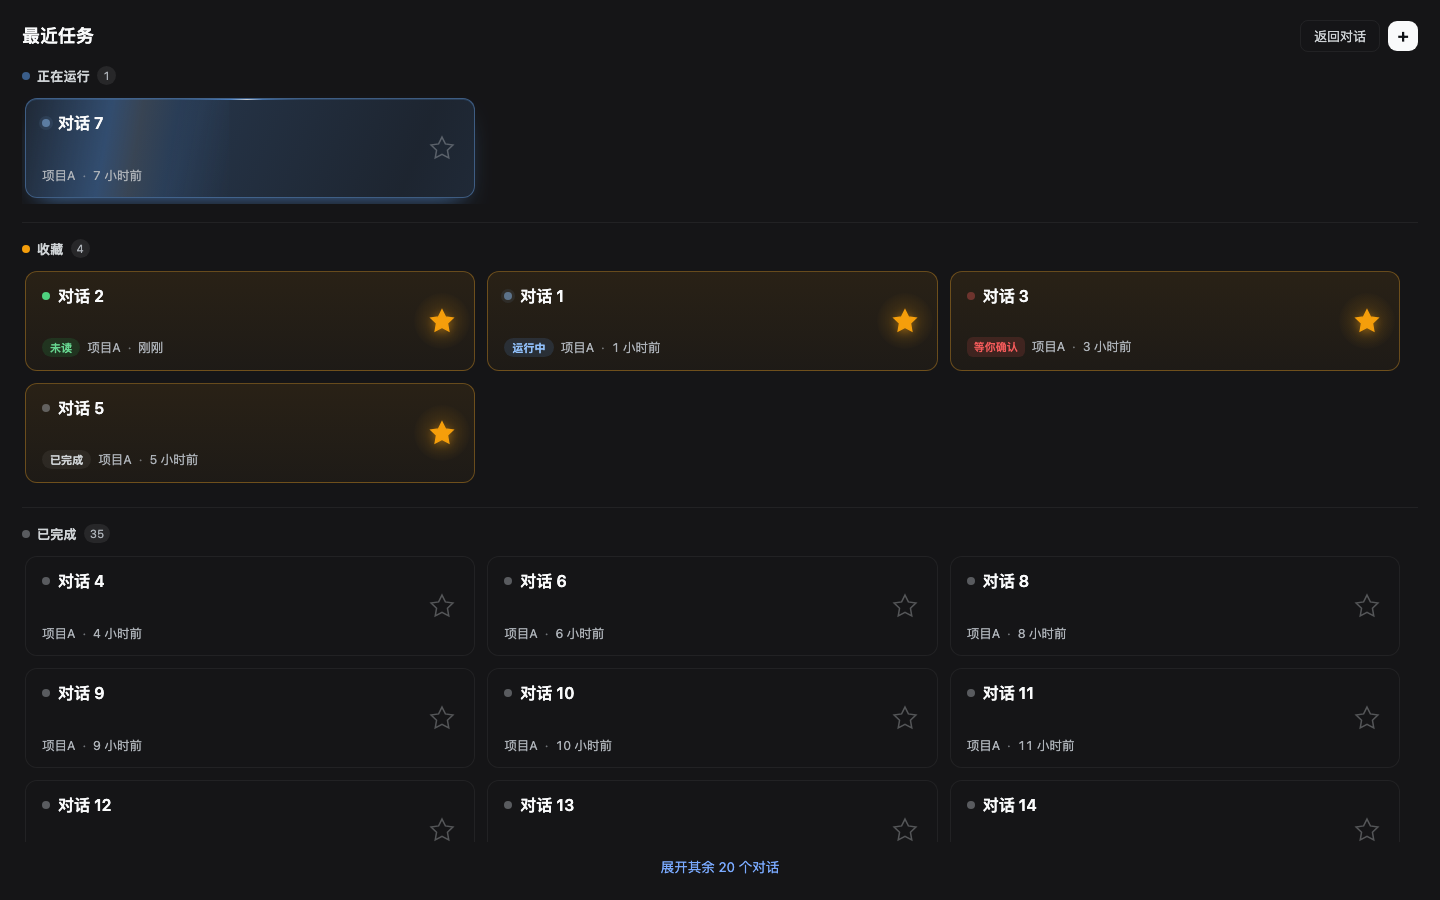 最近任务
返回对话 +
正在运行 1
对话 7
项目A · 7 小时前
收藏 4
对话 2
未读 项目A · 刚刚
对话 1
运行中 项目A · 1 小时前
对话 3
等你确认 项目A · 3 小时前
对话 5
已完成 项目A · 5 小时前
已完成 35
对话 4
项目A · 4 小时前
对话 6
项目A · 6 小时前
对话 8
项目A · 8 小时前
对话 9
项目A · 9 小时前
对话 10
项目A · 10 小时前
对话 11
项目A · 11 小时前
对话 12
对话 13
对话 14
展开其余 20 个对话